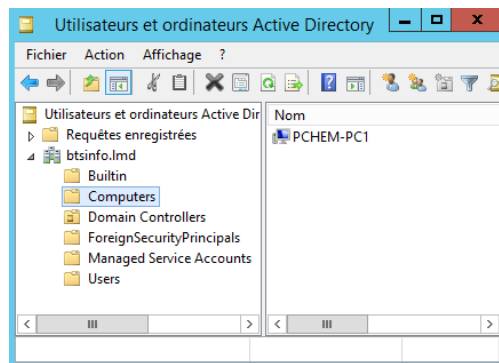 Utilisateurs et ordinateurs Active Directory
Fichier Action Affichage ?
Utilisateurs et ordinateurs Active Dir
Requêtes enregistrées
btsinfo.lmd
Builtin
Computers
Domain Controllers
ForeignSecurityPrincipals
Managed Service Accounts
Users
Nom
PCHEM-PC1